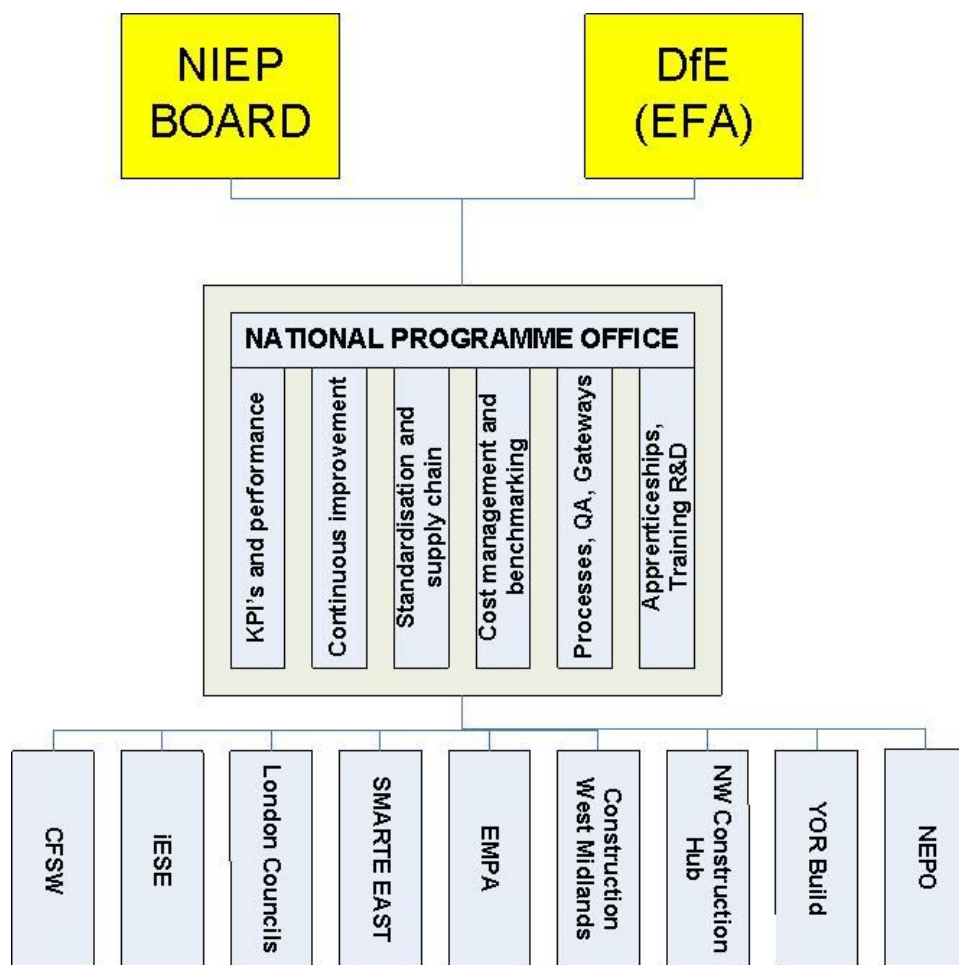 NIEP
BOARD
DfE
(EFA)
NATIONAL PROGRAMME OFFICE
KPI's and performance
Continuous improvement
Standardisation and
supply chain
Cost management and
benchmarking
Processes, QA, Gateways
Apprenticeships,
Training R&D
CFSW
iESE
London Councils
SMARTE EAST
EMPA
Construction
West Midlands
NW Construction
Hub
YOR Build
NEPO